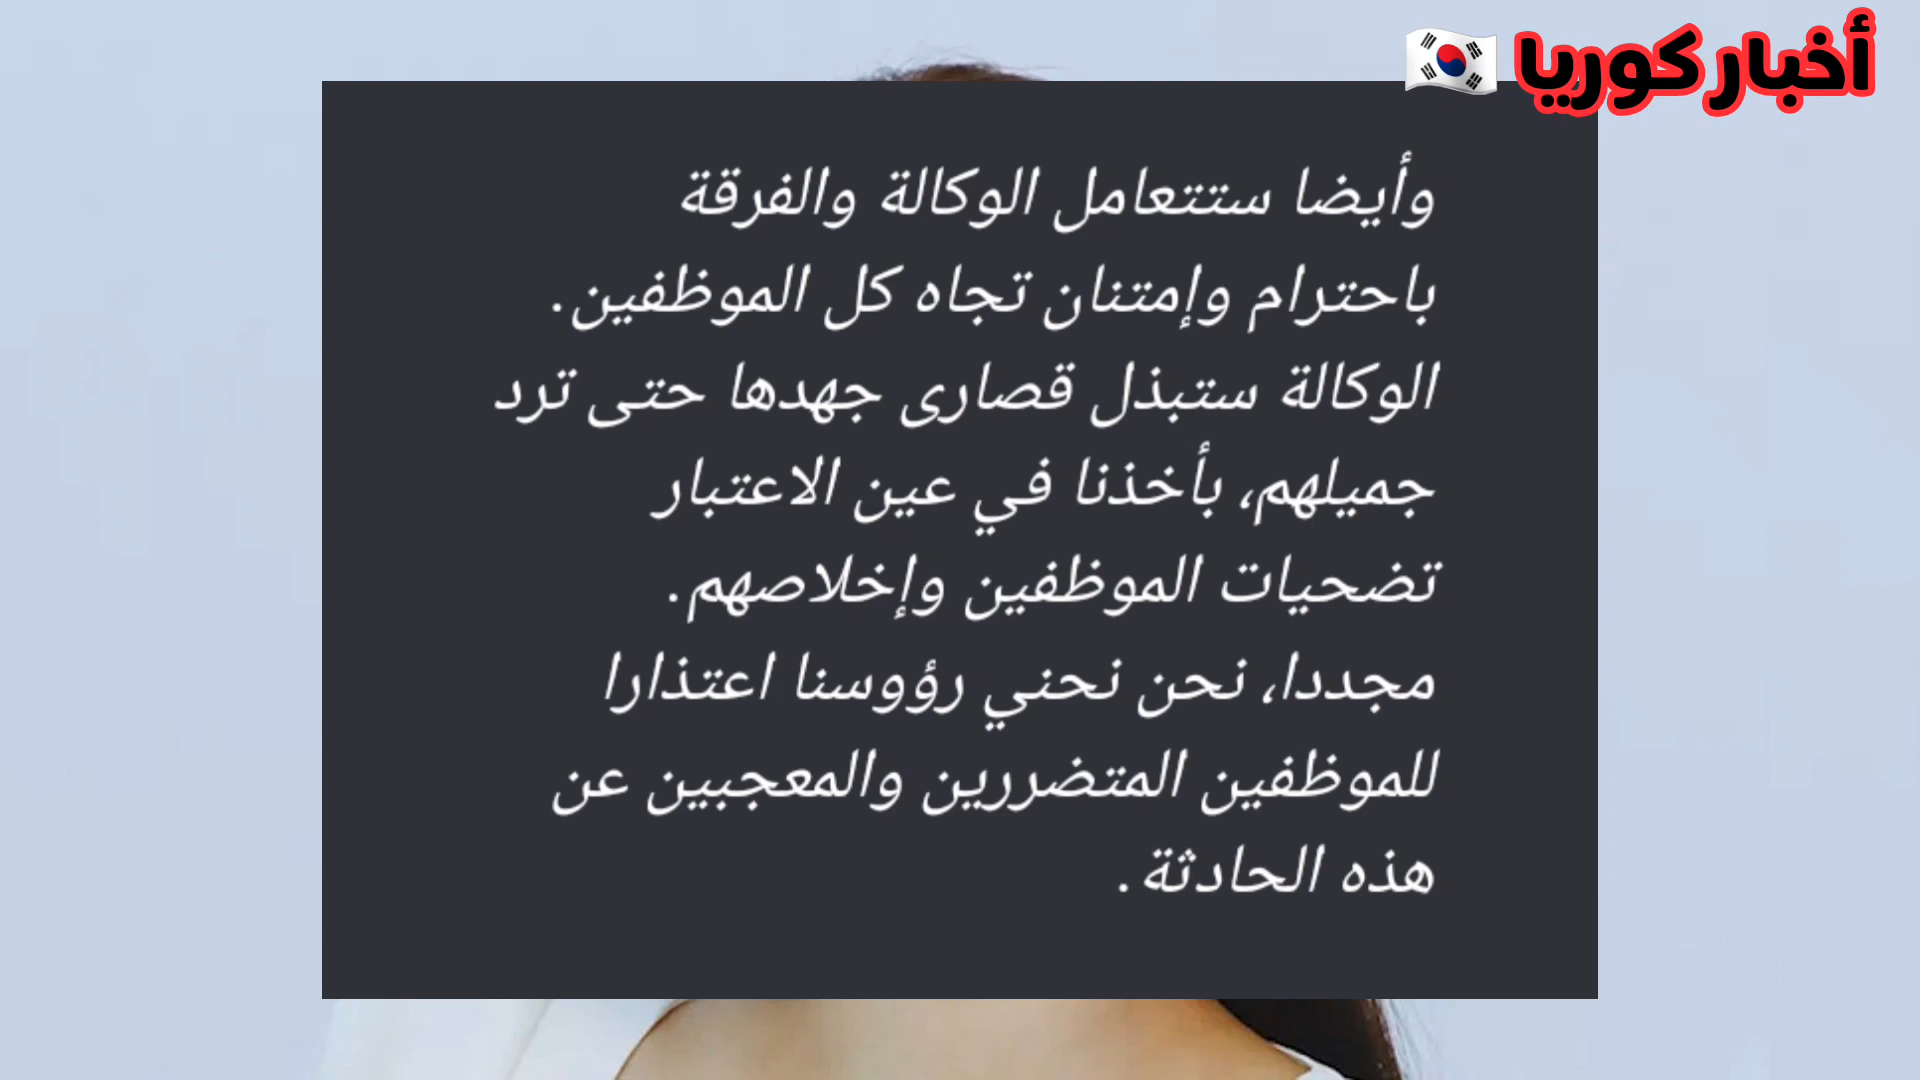 أخبار كوريا 🇰🇷
وأيضا ستتعامل الوكالة والفرقة
باحترام وإمتنان تجاه كل الموظفين.
الوكالة ستبذل قصارى جهدها حتى ترد
جميلهم، بأخذنا في عين الاعتبار
تضحيات الموظفين وإخلاصهم.
مجددا، نحن نحني رؤوسنا اعتذارا
للموظفين المتضررين والمعجبين عن
هذه الحادثة.